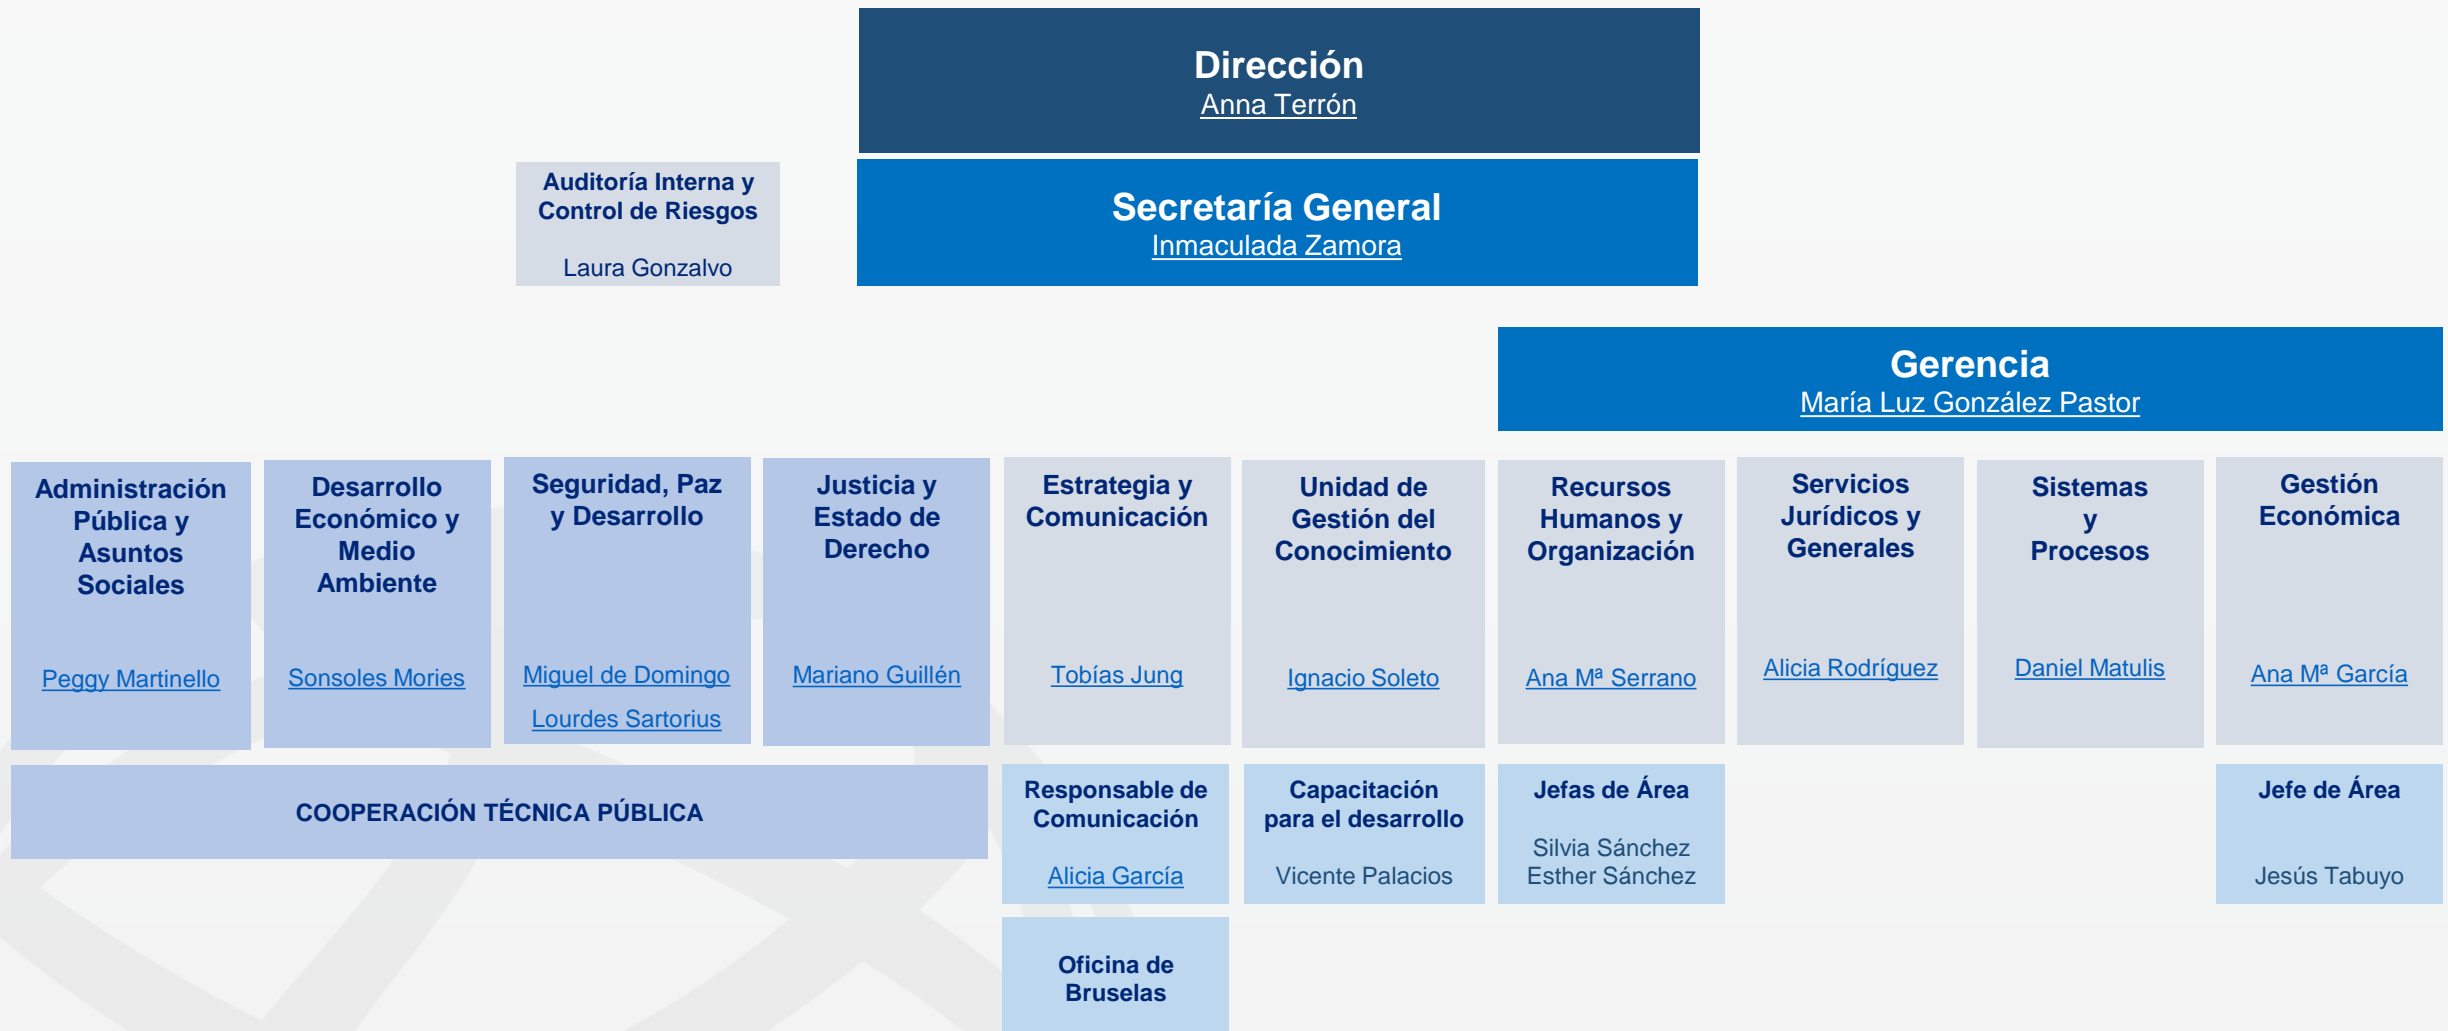 Dirección
Anna Terrón
Auditoría Interna y
Control de Riesgos
Laura Gonzalvo
Secretaría General
Inmaculada Zamora
Gerencia
María Luz González Pastor
Administración
Pública y
Asuntos
Sociales
Peggy Martinello
Desarrollo
Económico y
Medio
Ambiente
Sonsoles Mories
Seguridad, Paz
y Desarrollo
Miguel de Domingo
Lourdes Sartorius
Justicia y
Estado de
Derecho
Mariano Guillén
Estrategia y
Comunicación
Tobías Jung
Unidad de
Gestión del
Conocimiento
Ignacio Soleto
Recursos
Humanos y
Organización
Ana Mª Serrano
Servicios
Jurídicos y
Generales
Alicia Rodríguez
Sistemas
y
Procesos
Daniel Matulis
Gestión
Económica
Ana Mª García
COOPERACIÓN TÉCNICA PÚBLICA
Responsable de
Comunicación
Alicia García
Capacitación
para el desarrollo
Vicente Palacios
Jefas de Área
Silvia Sánchez
Esther Sánchez
Jefe de Área
Jesús Tabuyo
Oficina de
Bruselas